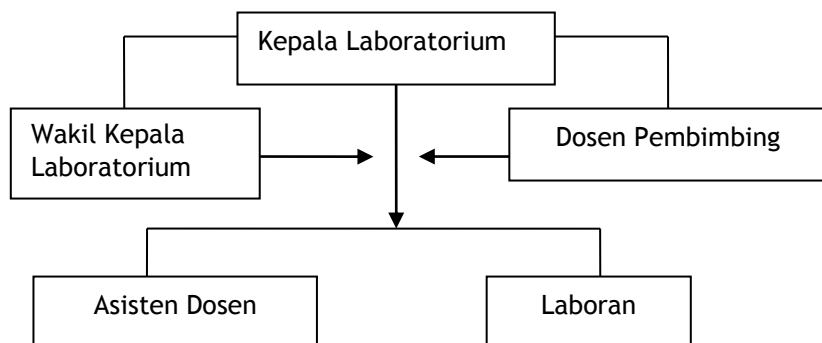 Kepala Laboratorium
Wakil Kepala
Laboratorium
Dosen Pembimbing
Asisten Dosen
Laboran